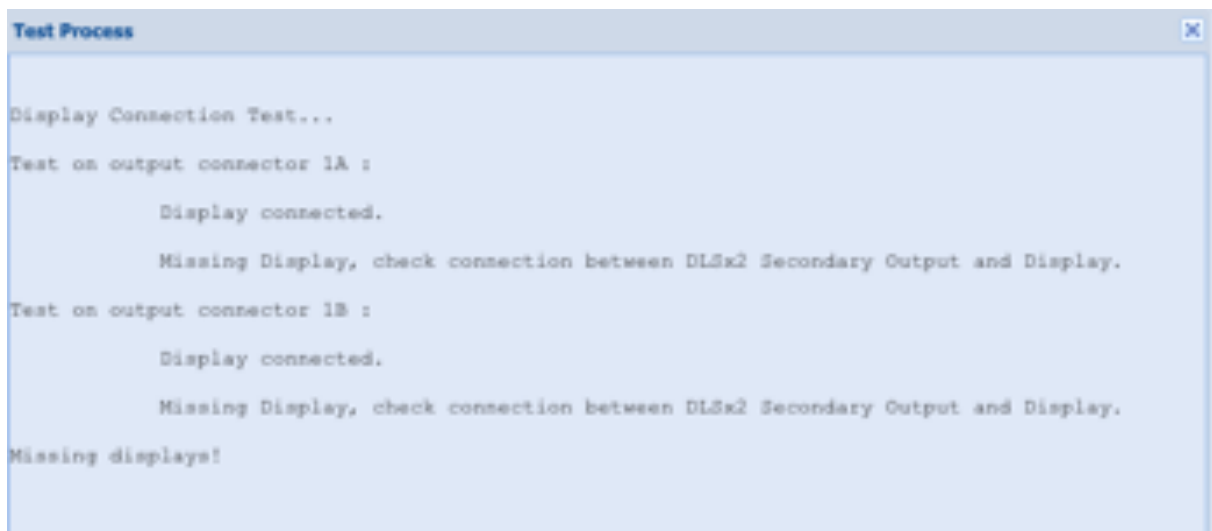 Test Process
Display Connection Test...
Test on output connector 1A :
Display connected.
Missing Display, check connection between DLSx2 Secondary Output and Display.
Test on output connector 1B :
Display connected.
Missing Display, check connection between DLSx2 Secondary Output and Display.
Missing displays!